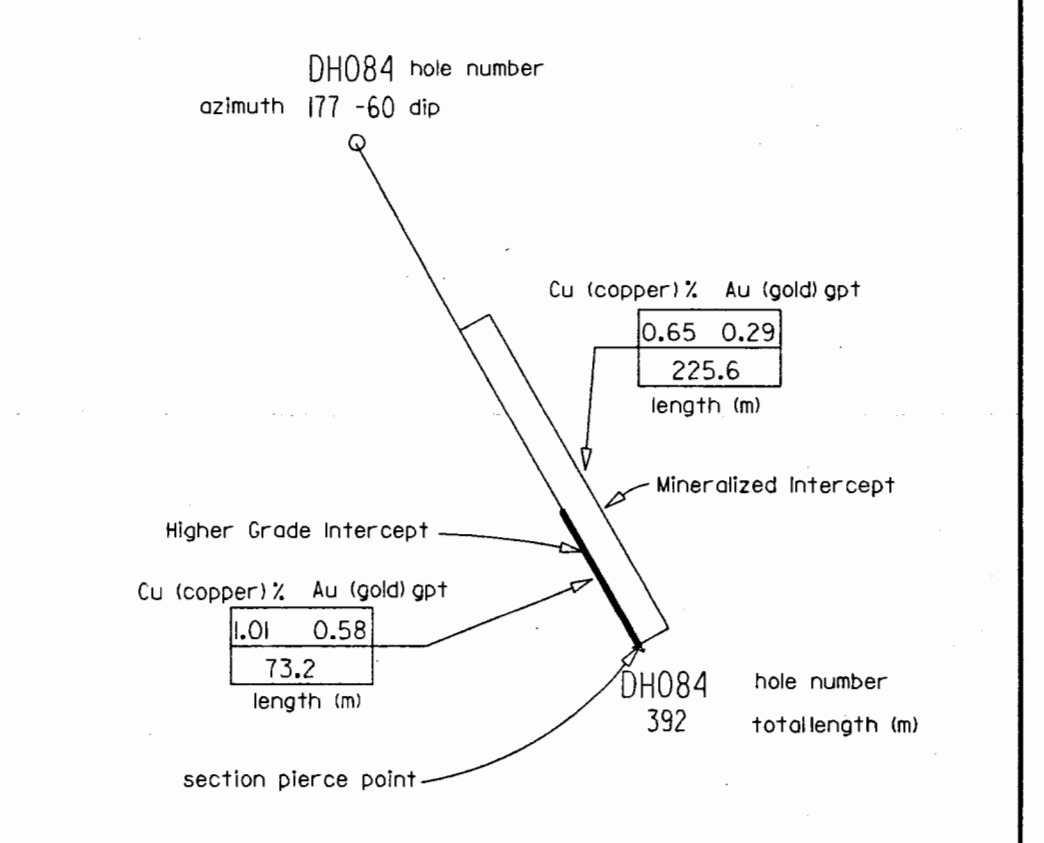 DH084 hole number
azimuth 177 -60 dip
Cu (copper) % Au (gold) gpt
0.65 0.29
225.6
length (m)
Mineralized Intercept
Higher Grade Intercept
Cu (copper) % Au (gold) gpt
1.01 0.58
73.2
length (m)
DH084 hole number
392 total length (m)
section pierce point